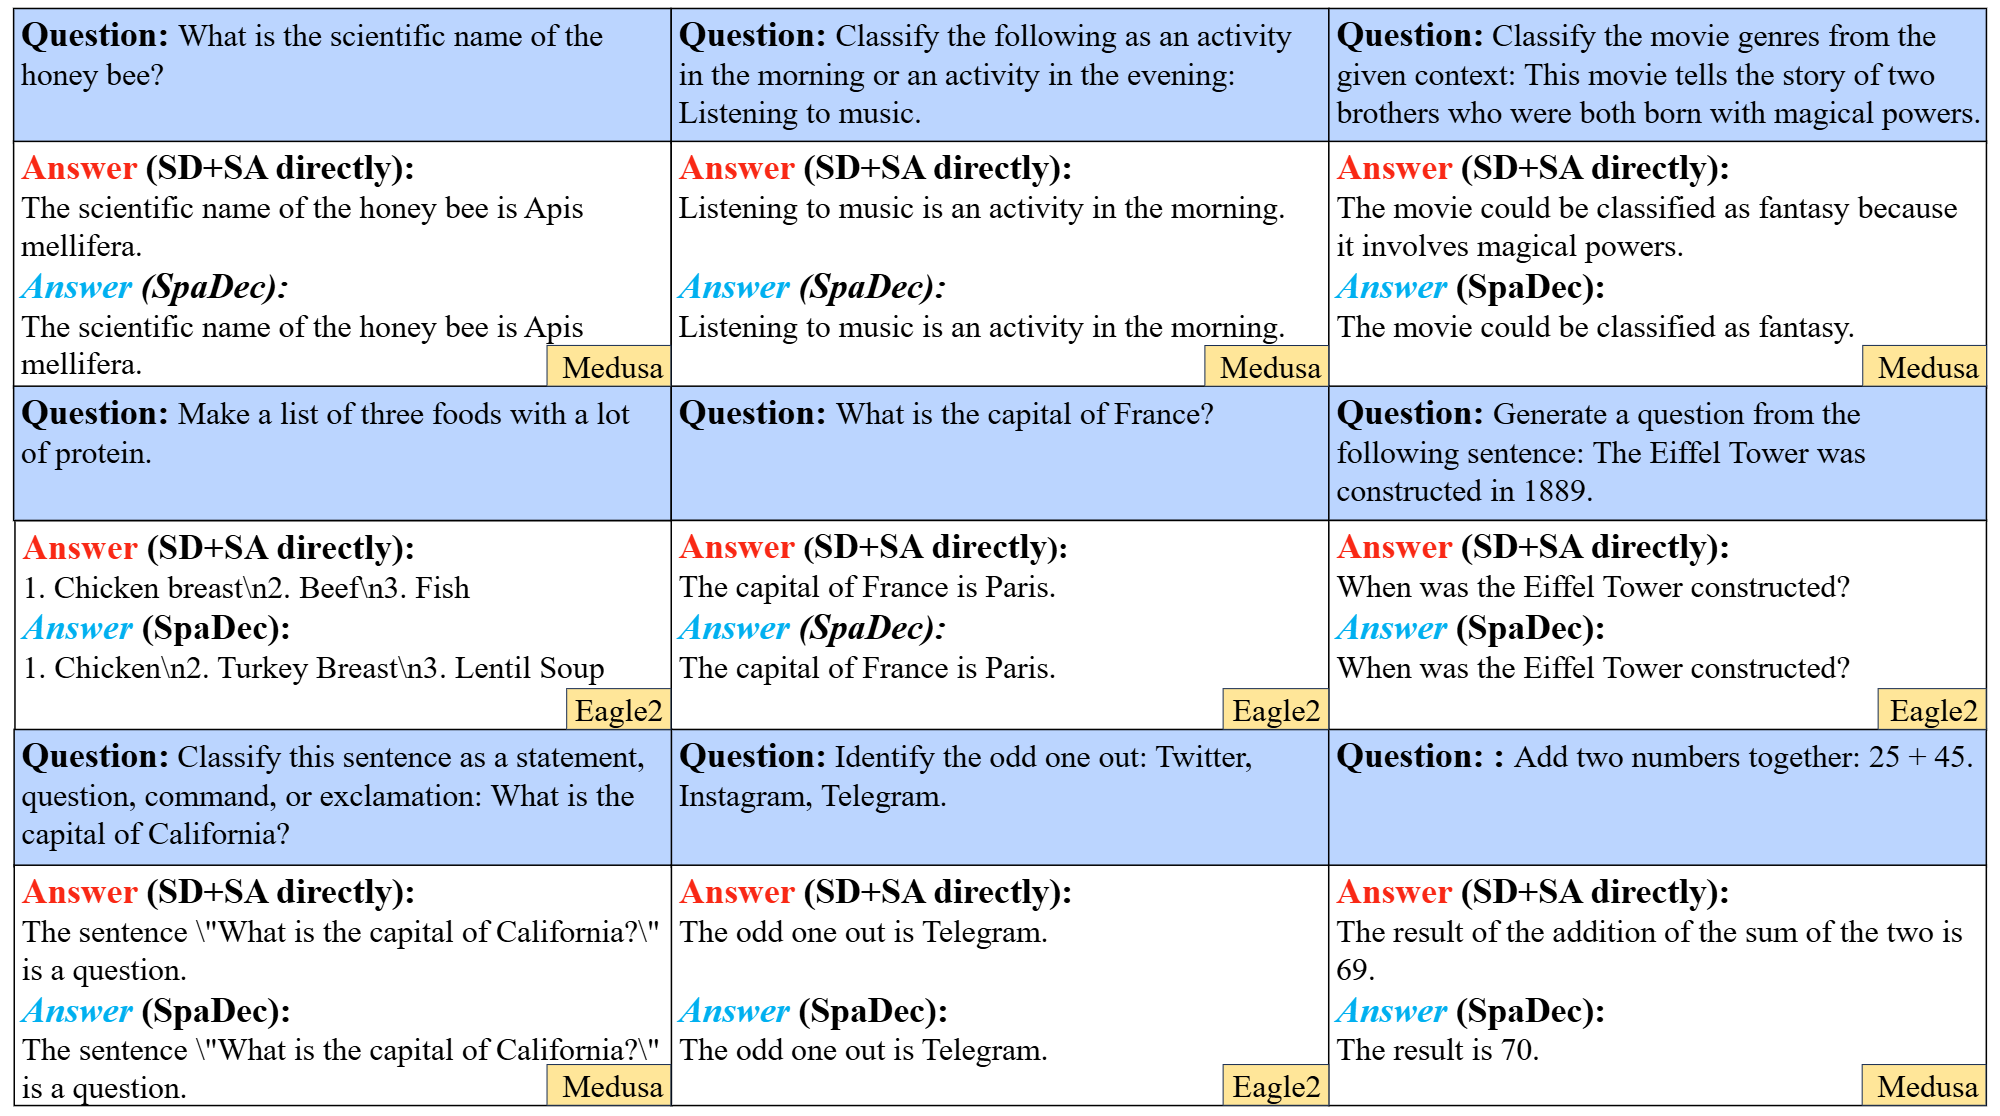 Question: What is the scientific name of the
honey bee?
Answer (SD+SA directly):
The scientific name of the honey bee is Apis
mellifera.
Answer (SpaDec):
The scientific name of the honey bee is Apis
mellifera.
Medusa
Question: Classify the following as an activity
in the morning or an activity in the evening:
Listening to music.
Answer (SD+SA directly):
Listening to music is an activity in the morning.
Answer (SpaDec):
Listening to music is an activity in the morning.
Medusa
Question: Classify the movie genres from the
given context: This movie tells the story of two
brothers who were both born with magical powers.
Answer (SD+SA directly):
The movie could be classified as fantasy because
it involves magical powers.
Answer (SpaDec):
The movie could be classified as fantasy.
Medusa
Question: Make a list of three foods with a lot
of protein.
Answer (SD+SA directly):
1. Chicken breast\n2. Beef\n3. Fish
Answer (SpaDec):
1. Chicken\n2. Turkey Breast\n3. Lentil Soup
Eagle2
Question: What is the capital of France?
Answer (SD+SA directly):
The capital of France is Paris.
Answer (SpaDec):
The capital of France is Paris.
Eagle2
Question: Generate a question from the
following sentence: The Eiffel Tower was
constructed in 1889.
Answer (SD+SA directly):
When was the Eiffel Tower constructed?
Answer (SpaDec):
When was the Eiffel Tower constructed?
Eagle2
Question: Classify this sentence as a statement,
question, command, or exclamation: What is the
capital of California?
Answer (SD+SA directly):
The sentence \"What is the capital of California?\"
is a question.
Answer (SpaDec):
The sentence \"What is the capital of California?\"
is a question.
Medusa
Question: Identify the odd one out: Twitter,
Instagram, Telegram.
Answer (SD+SA directly):
The odd one out is Telegram.
Answer (SpaDec):
The odd one out is Telegram.
Eagle2
Question: : Add two numbers together: 25 + 45.
Answer (SD+SA directly):
The result of the addition of the sum of the two is
69.
Answer (SpaDec):
The result is 70.
Medusa